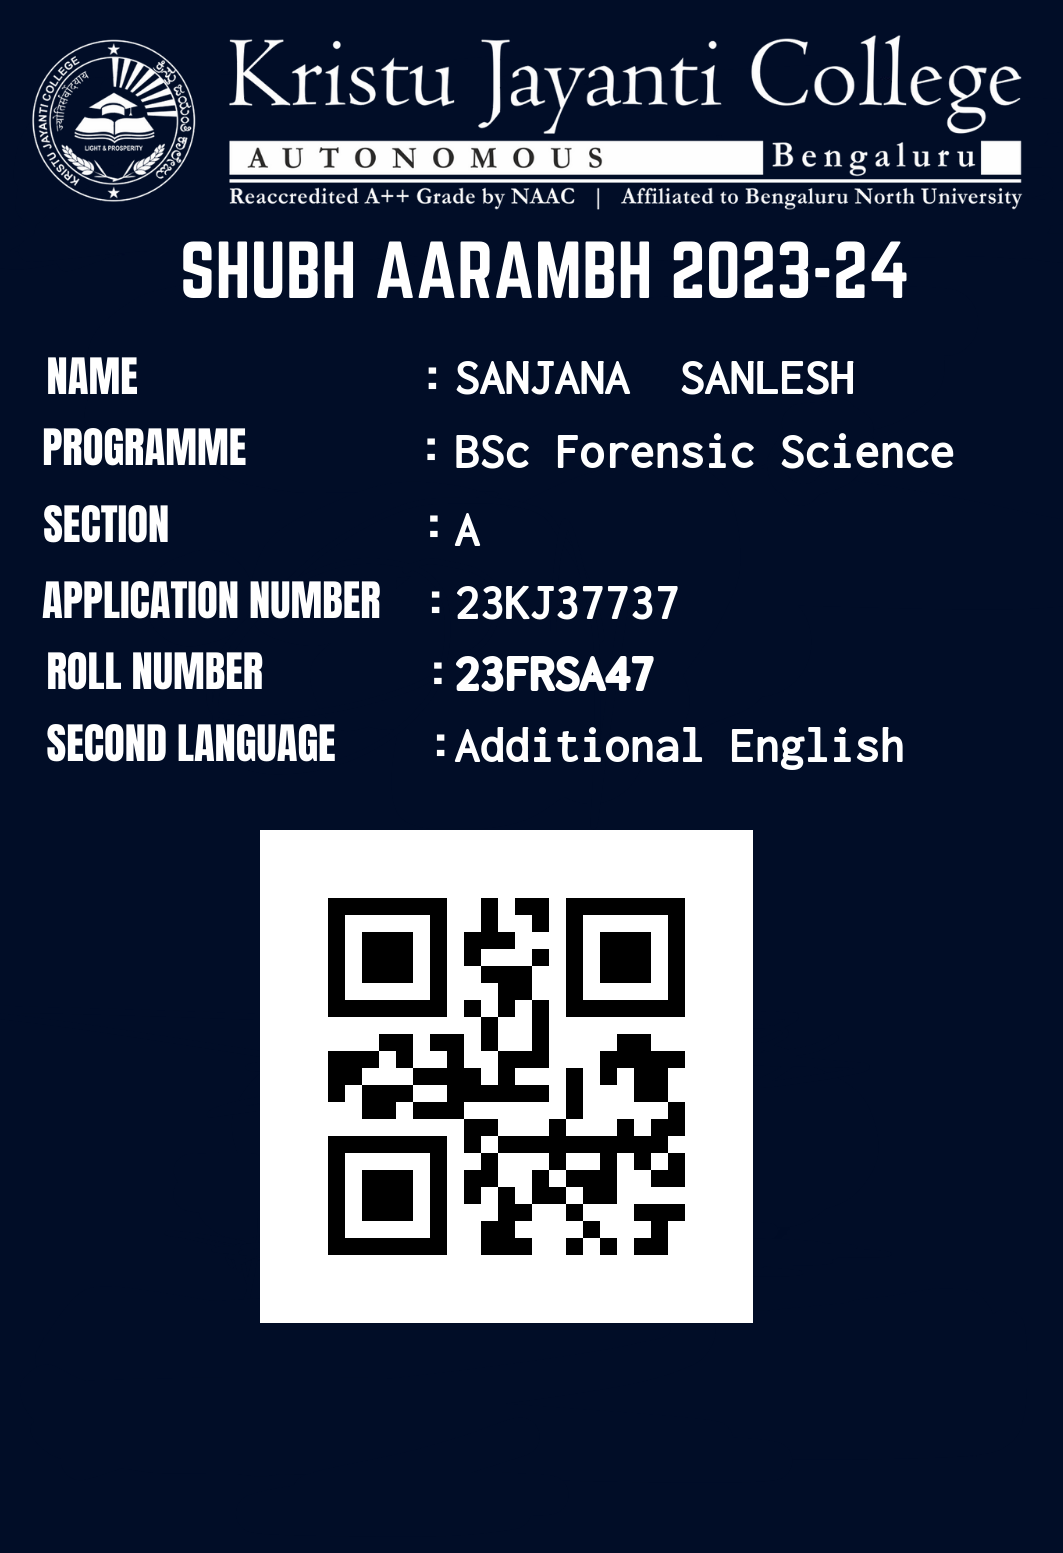 KRISTU JAYANTI COLLEGE
ಕ್ರಿಸ್ತು ಜಯಂತಿ ಕಾಲೇಜು
LIGHT & PROSPERITY
Kristu Jayanti College
AUTONOMOUS Bengaluru
Reaccredited A++ Grade by NAAC | Affiliated to Bengaluru North University
SHUBH AARAMBH 2023-24
NAME : SANJANA SANLESH
PROGRAMME : BSc Forensic Science
SECTION : A
APPLICATION NUMBER : 23KJ37737
ROLL NUMBER : 23FRSA47
SECOND LANGUAGE : Additional English